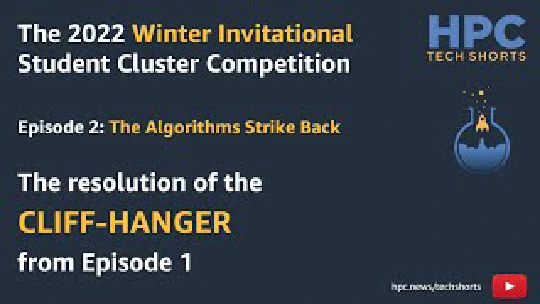 The 2022 Winter Invitational
Student Cluster Competition
HPC
TECH SHORTS
Episode 2: The Algorithms Strike Back
The resolution of the
CLIFF-HANGER
from Episode 1
hpc.news/techshorts